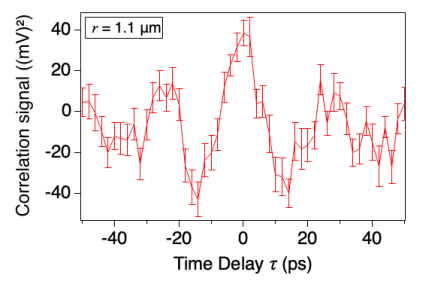 r = 1.1 µm
Correlation signal ((mV)²)
40
20
0
-20
-40
-40 -20 0 20 40
Time Delay τ (ps)